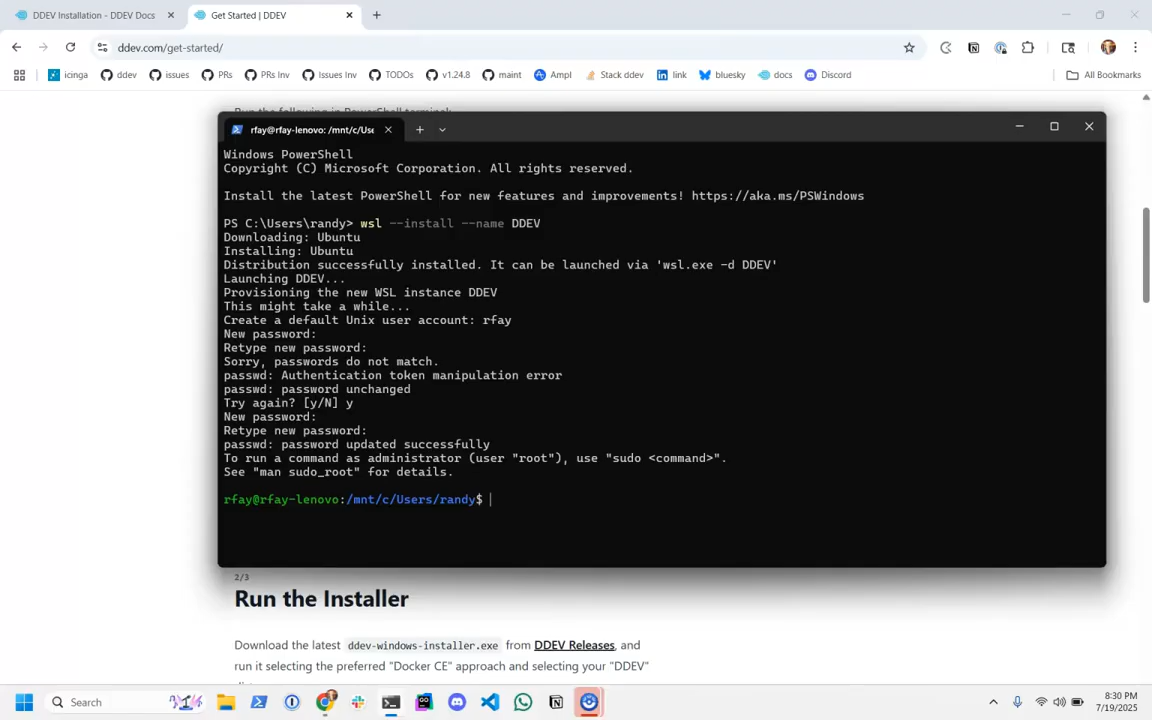 DDEV Installation - DDEV Docs
Get Started | DDEV
ddev.com/get-started/
icinga
ddev
issues
PRs
PRs Inv
Issues Inv
TODOs
v1.24.8
maint
Ampl
Stack ddev
link
bluesky
docs
Discord
All Bookmarks
Run the following in PowerShell terminal
rfay@rfay-lenovo: /mnt/c/Use
Windows PowerShell
Copyright (C) Microsoft Corporation. All rights reserved.
Install the latest PowerShell for new features and improvements! https://aka.ms/PSWindows
PS C:\Users\randy> wsl --install --name DDEV
Downloading: Ubuntu
Installing: Ubuntu
Distribution successfully installed. It can be launched via 'wsl.exe -d DDEV'
Launching DDEV...
Provisioning the new WSL instance DDEV
This might take a while...
Create a default Unix user account: rfay
New password:
Retype new password:
Sorry, passwords do not match.
passwd: Authentication token manipulation error
passwd: password unchanged
Try again? [y/N] y
New password:
Retype new password:
passwd: password updated successfully
To run a command as administrator (user "root"), use "sudo <command>".
See "man sudo_root" for details.
rfay@rfay-lenovo:/mnt/c/Users/randy$
2/3
Run the Installer
Download the latest ddev-windows-installer.exe from DDEV Releases, and
run it selecting the preferred "Docker CE" approach and selecting your "DDEV"
Search
8:30 PM
7/19/2025